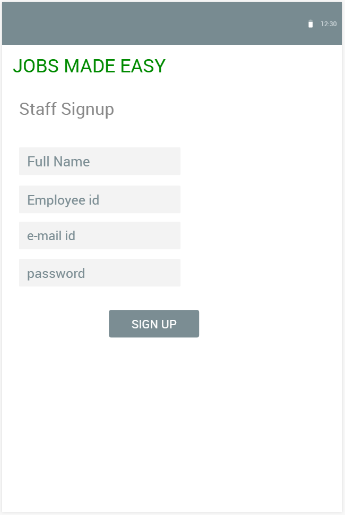 12:30
JOBS MADE EASY
Staff Signup
Full Name
Employee id
e-mail id
password
SIGN UP